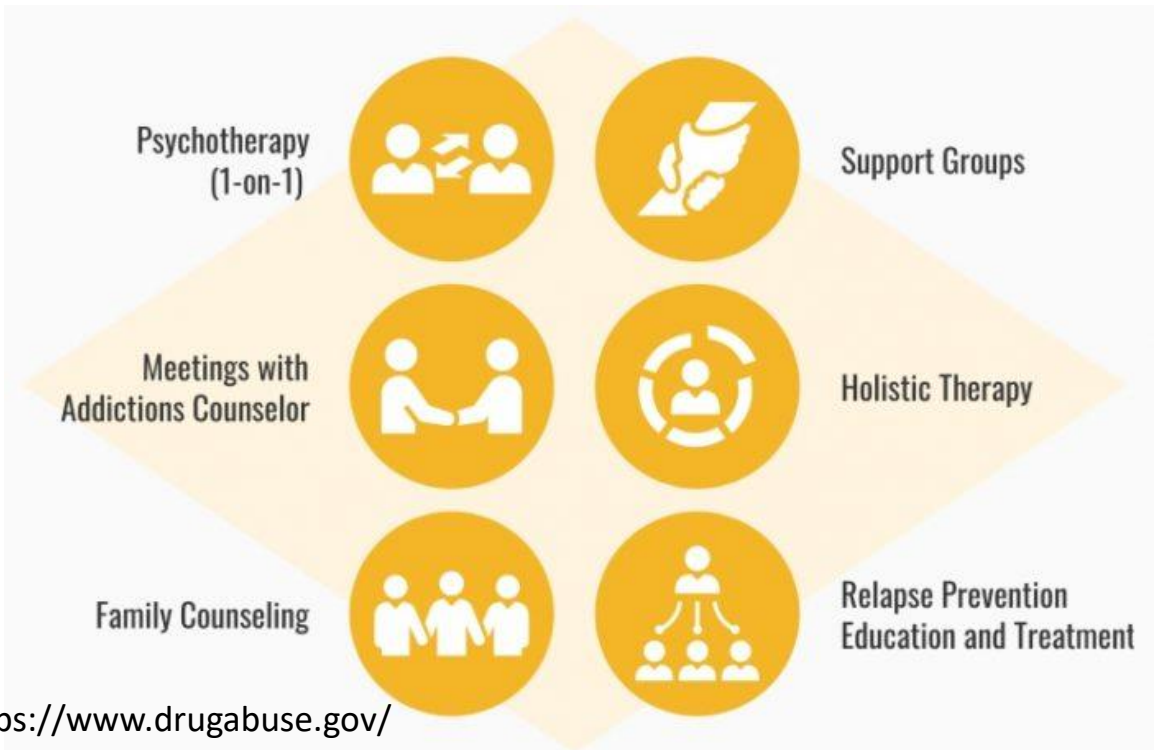 Psychotherapy
(1-on-1)
Support Groups
Meetings with
Addictions Counselor
Holistic Therapy
Family Counseling
Relapse Prevention
Education and Treatment
ps://www.drugabuse.gov/